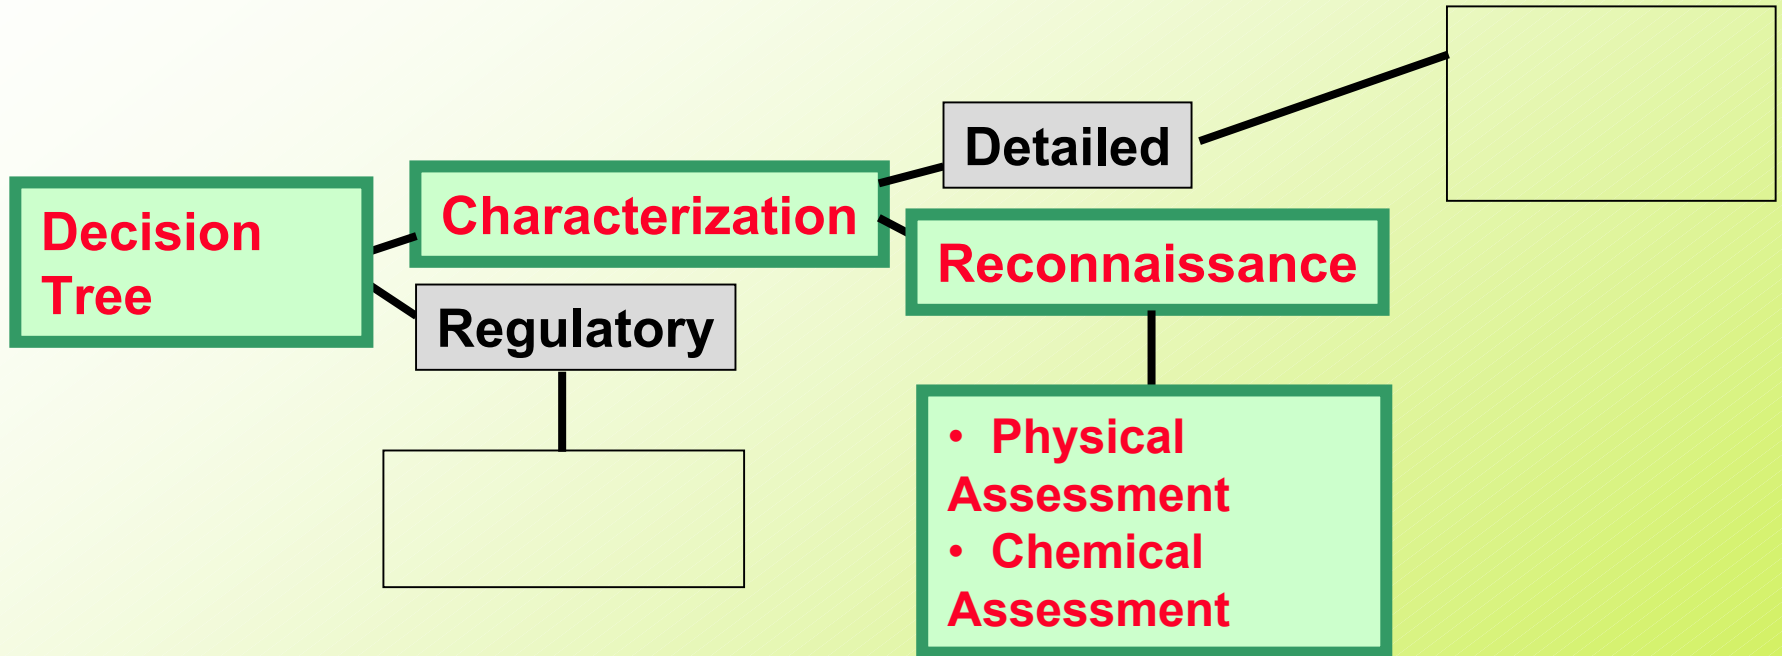 Decision
Tree
Characterization
Regulatory
Detailed
Reconnaissance
• Physical
Assessment
• Chemical
Assessment